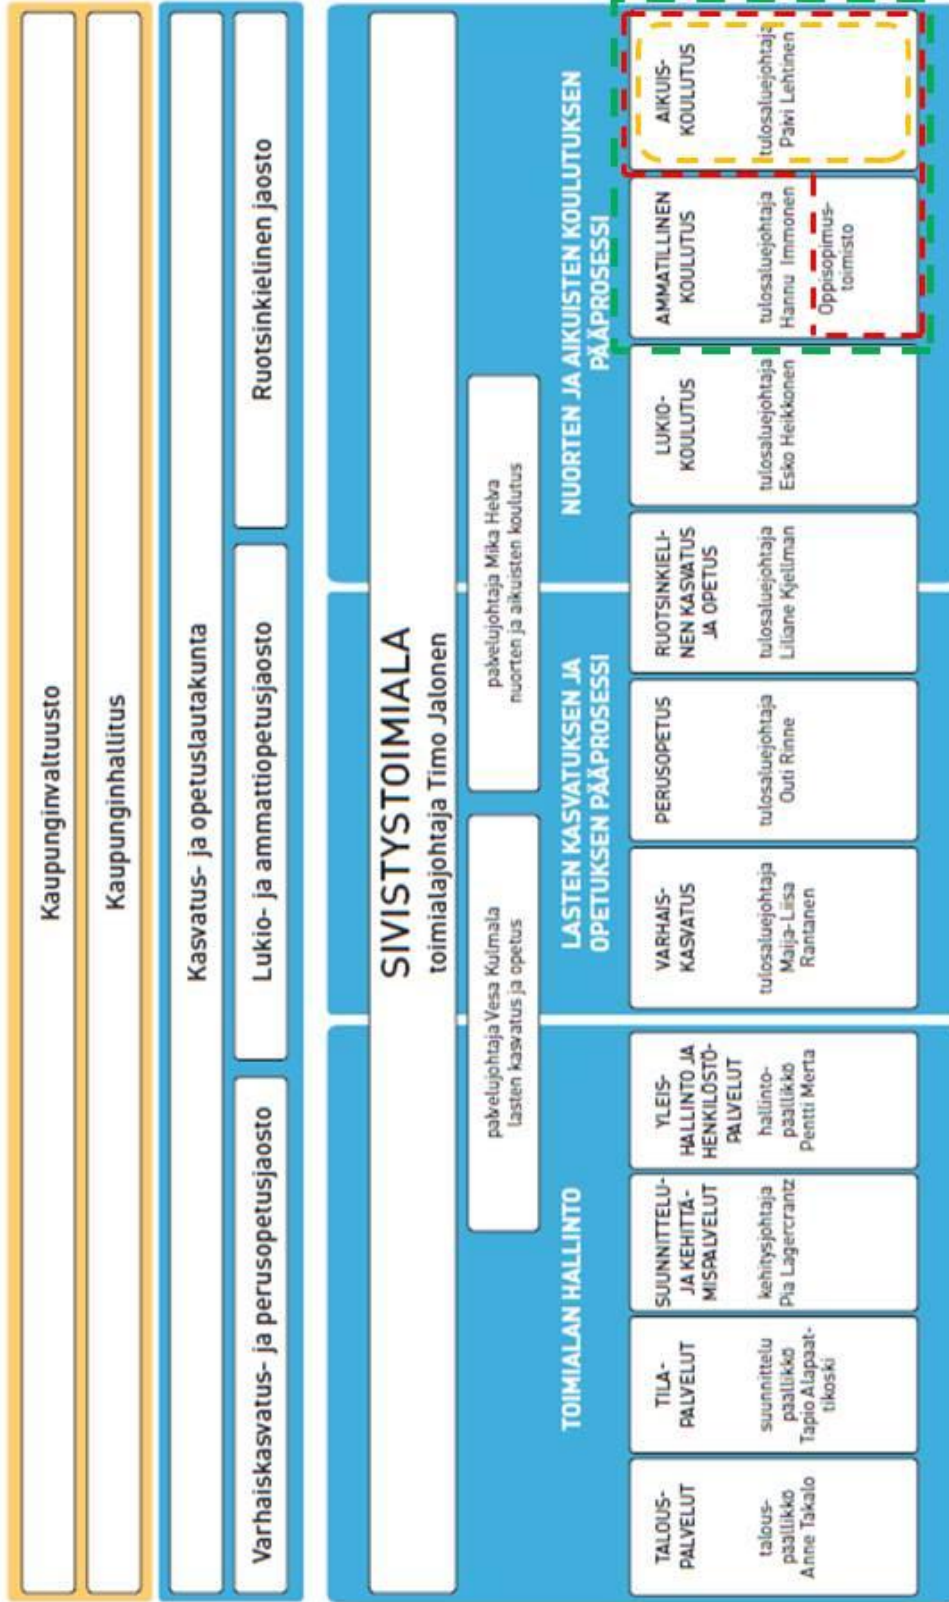 Kaupunginvaltuusto
Kaupunginhallitus
Kasvatus- ja opetuslautakunta
Varhaiskasvatus- ja perusopetusjaosto
Lukio- ja ammattiopetusjaosto
Ruotsinkielinen jaosto
SIVISTYSTOIMIALA
toimialajohtaja Timo Jalonen
palvelujohtaja Vesa Kulmala
lasten kasvatus ja opetus
palvelujohtaja Mika Helva
nuorten ja aikuisten koulutus
TOIMIALAN HALLINTO
TALOUS-
PALVELUT
talous-
päällikkö
Anne Takalo
TILA-
PALVELUT
suunnittelu
päällikkö
Tapio Alapaat-
tikoski
SUUNNITTELU-
JA KEHITTÄ-
MISPALVELUT
kehitysjohtaja
Pia Lagercrantz
YLEIS-
HALLINTO JA
HENKILÖSTÖ-
PALVELUT
hallinto-
päällikkö
Pentti Merta
LASTEN KASVATUKSEN JA
OPETUKSEN PÄÄPROSESSI
VARHAIS-
KASVATUS
tulosaluejohtaja
Maija-Liisa
Rantanen
PERUSOPETUS
tulosaluejohtaja
Outi Rinne
RUOTSINKIELI-
NEN KASVATUS
JA OPETUS
tulosaluejohtaja
Liliane Kjellman
NUORTEN JA AIKUISTEN KOULUTUKSEN
PÄÄPROSESSI
LUKIO-
KOULUTUS
tulosaluejohtaja
Esko Heikkonen
AMMATILLINEN
KOULUTUS
tulosaluejohtaja
Hannu Immonen
Oppisopimus-
toimisto
AIKUIS-
KOULUTUS
tulosaluejohtaja
Päivi Lehtinen